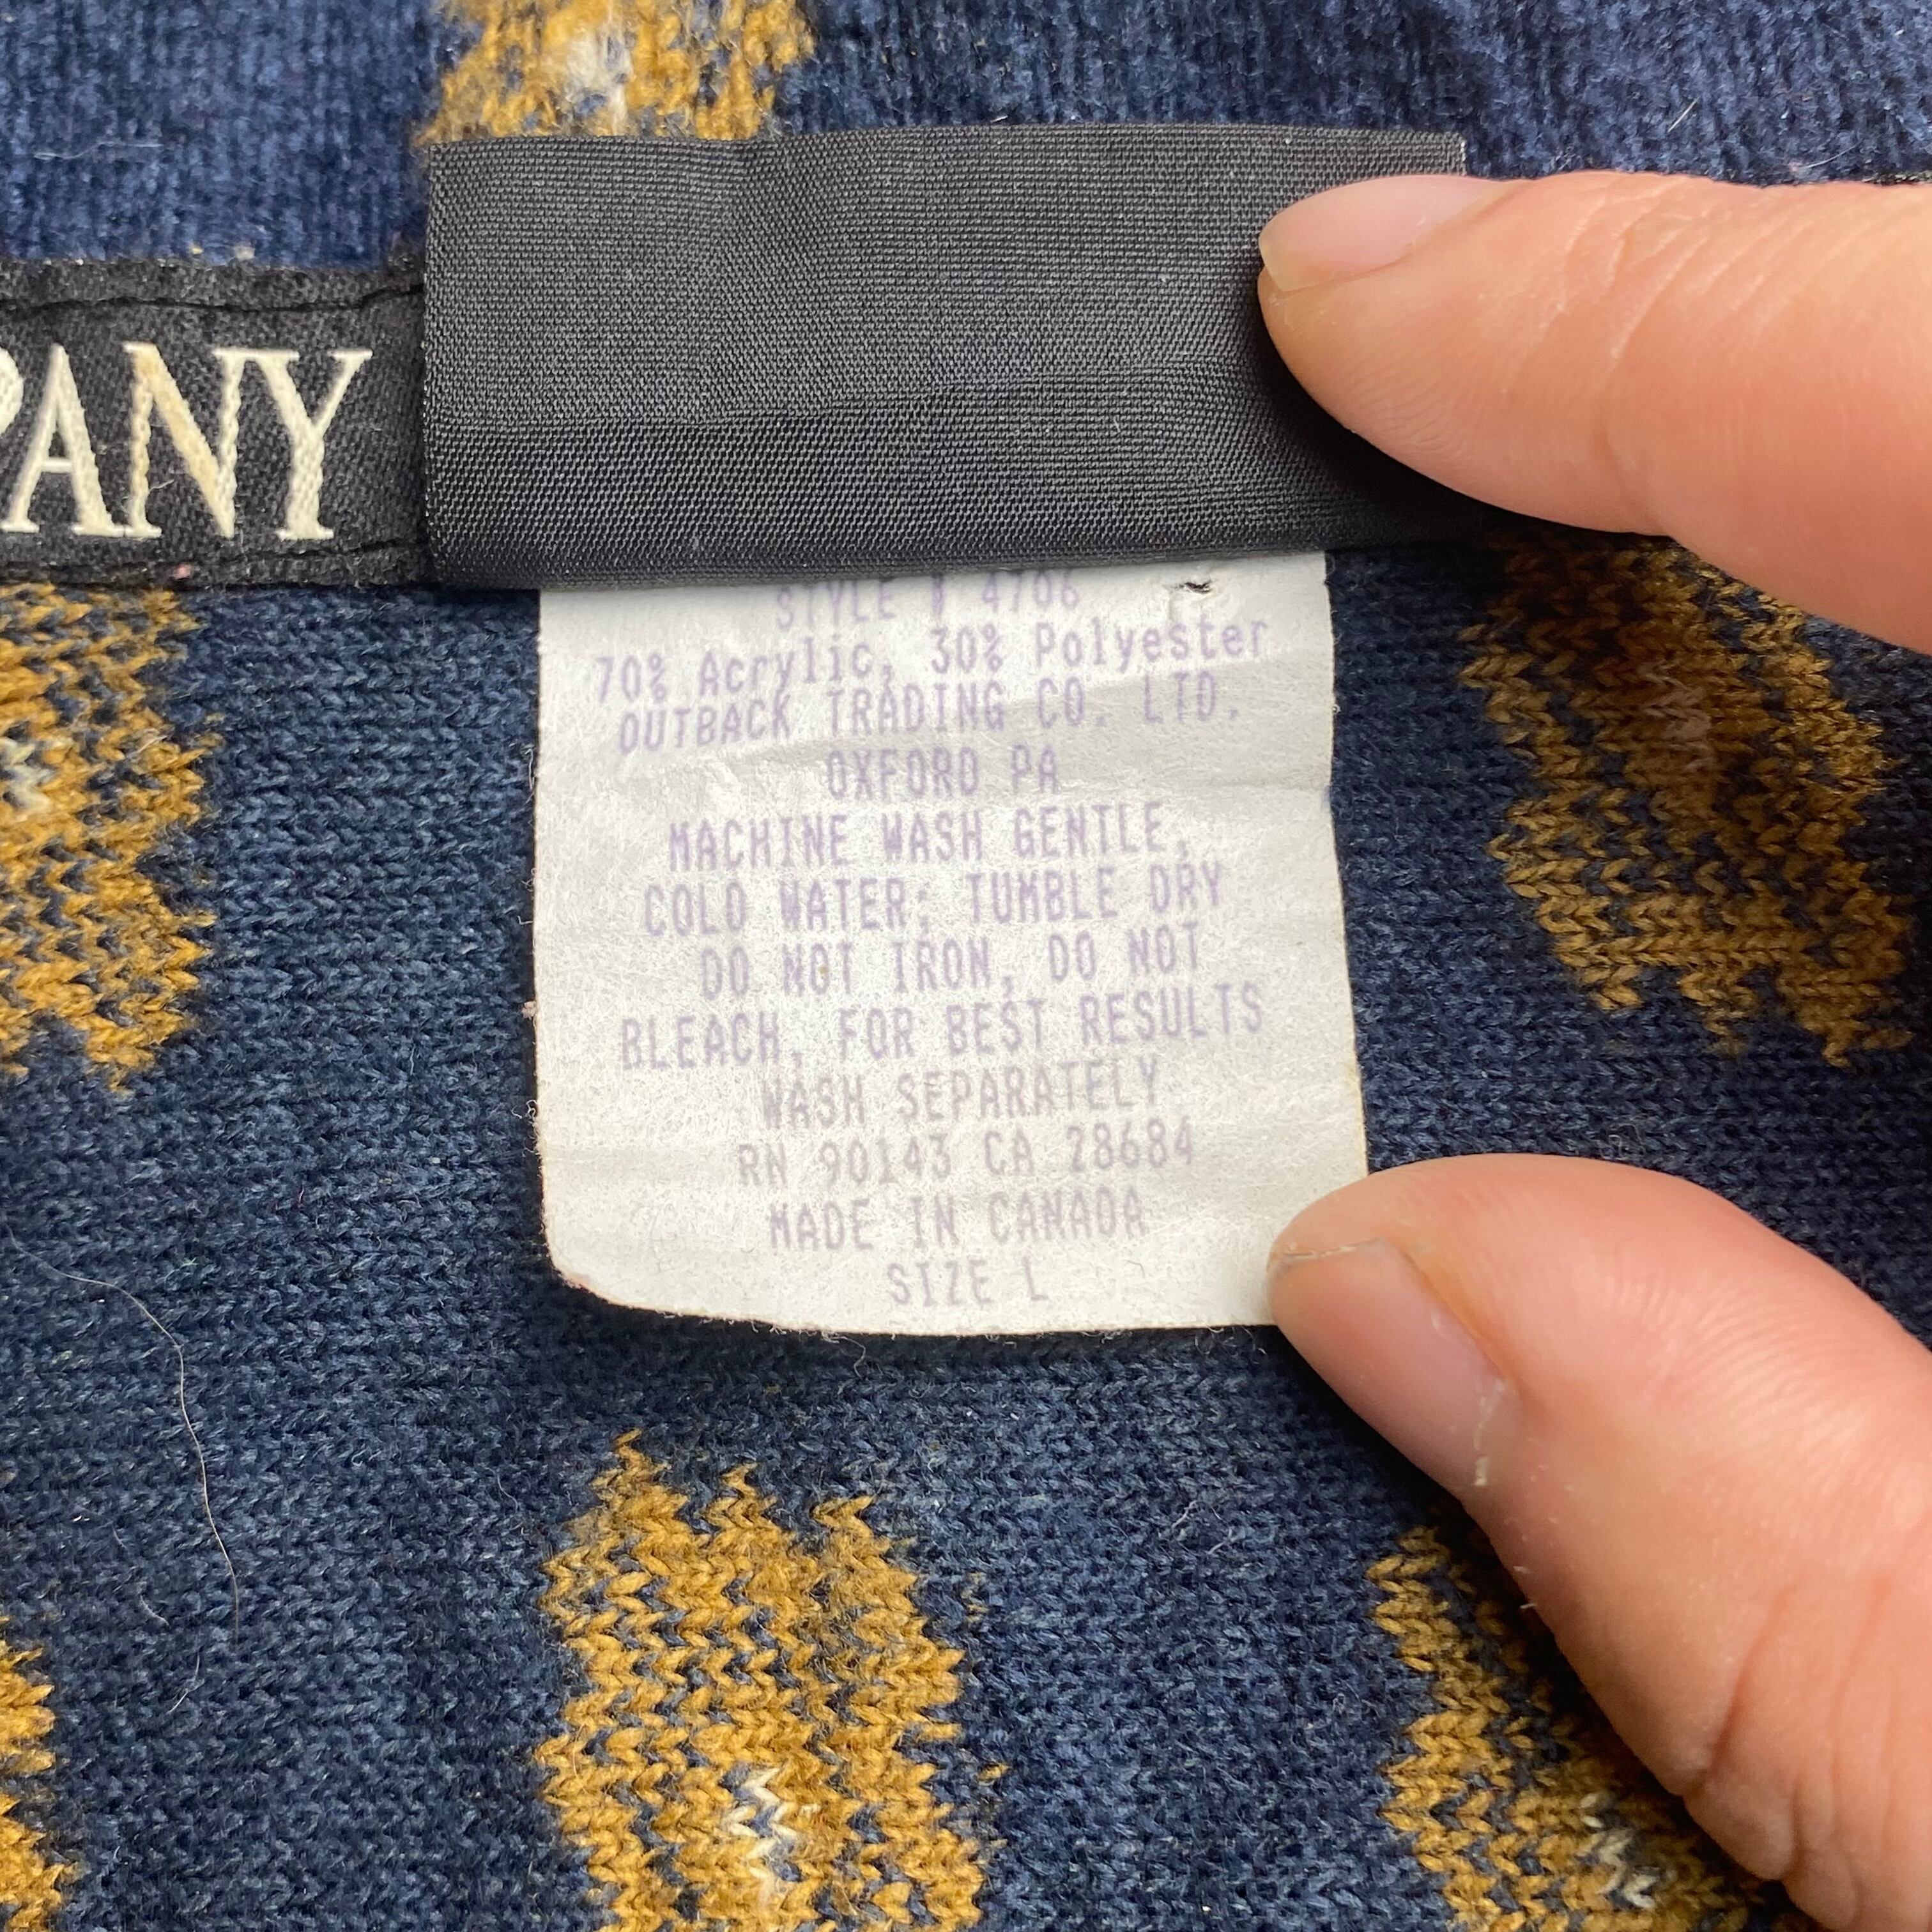 PANY
STYLE # 4706
70% Acrylic, 30% Polyester
OUTBACK TRADING CO. LTD.
OXFORD PA
MACHINE WASH GENTLE,
COLD WATER; TUMBLE DRY
DO NOT IRON, DO NOT
BLEACH, FOR BEST RESULTS
WASH SEPARATELY
RN 90143 CA 28684
MADE IN CANADA
SIZE L